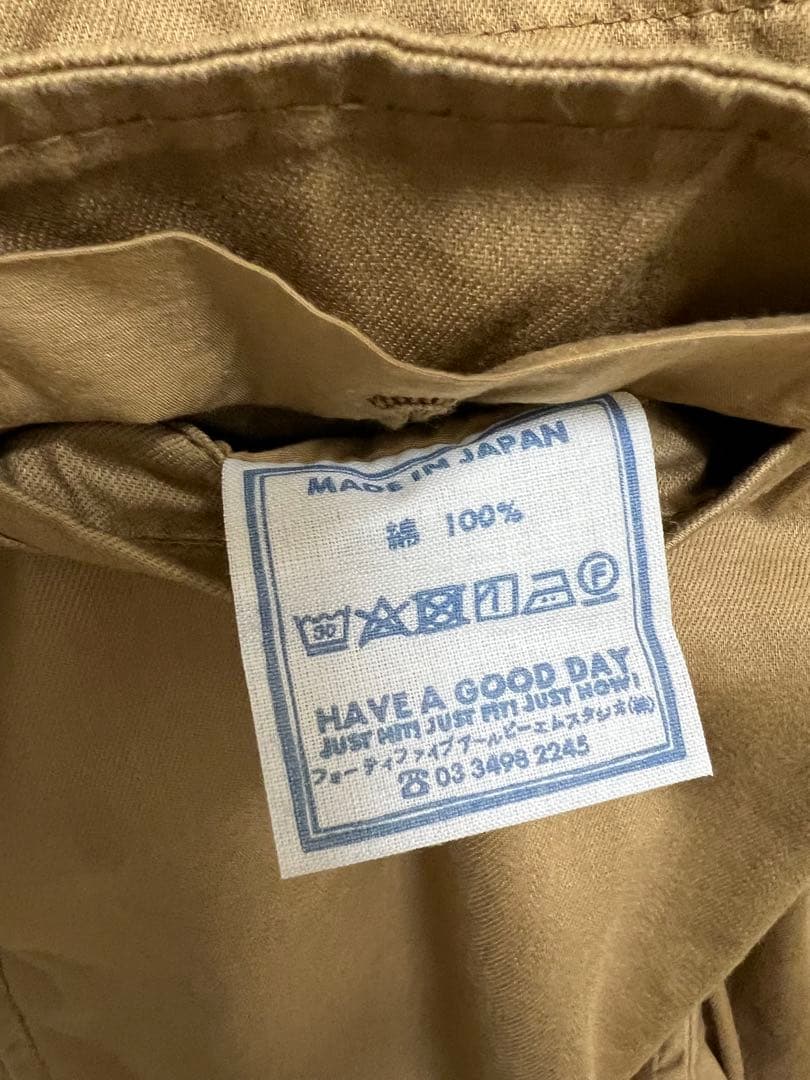 MADE IN JAPAN
綿 100%
30 F
HAVE A GOOD DAY
JUST HIT! JUST FIT! JUST NOW!
フォーティファイブアールピーエムスタジオ(株)
☎ 03 3498 2245